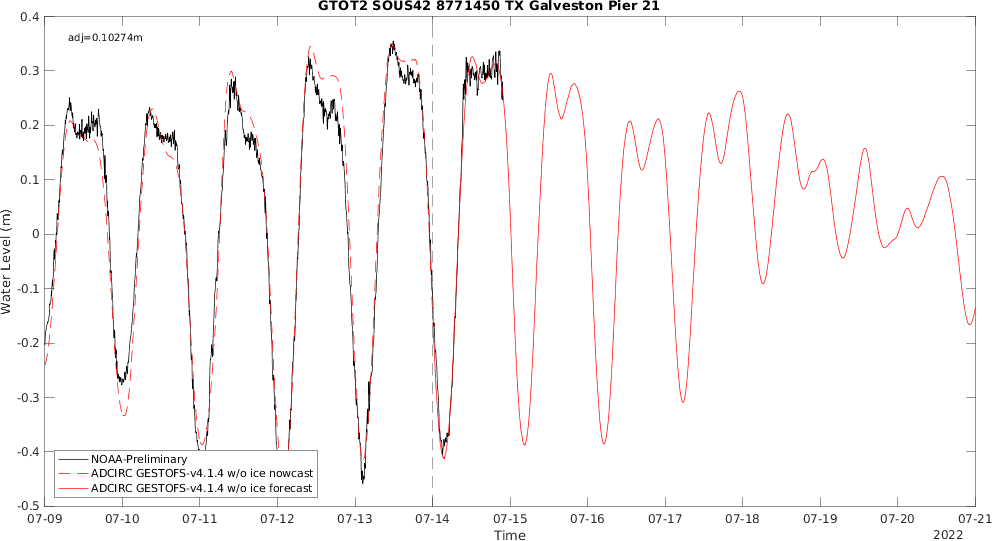 GTOT2 SOUS42 8771450 TX Galveston Pier 21
adj=0.10274m
0.4
0.3
0.2
0.1
0
-0.1
-0.2
-0.3
-0.4
-0.5
Water Level (m)
NOAA-Preliminary
ADCIRC GESTOFS-v4.1.4 w/o ice nowcast
ADCIRC GESTOFS-v4.1.4 w/o ice forecast
07-09 07-10 07-11 07-12 07-13 07-14 07-15 07-16 07-17 07-18 07-19 07-20 07-21
Time
2022